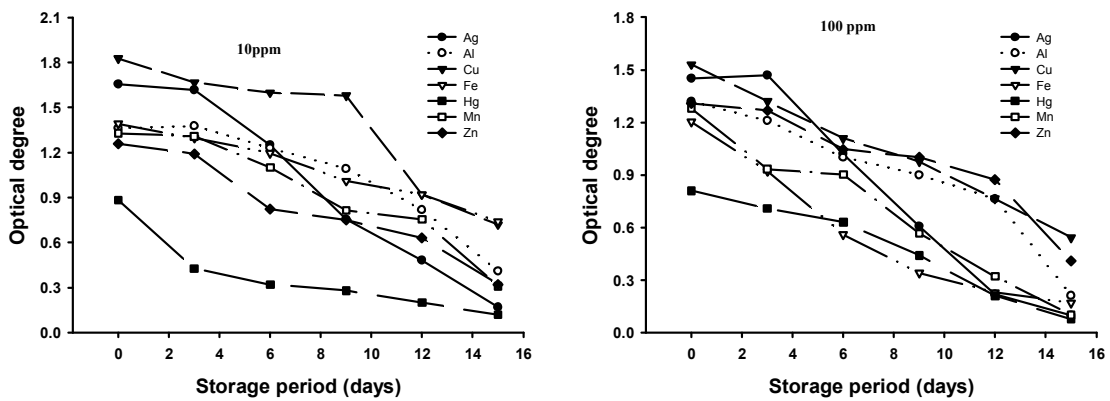 10ppm
Ag
Al
Cu
Fe
Hg
Mn
Zn
Optical degree
2.1
1.8
1.5
1.2
0.9
0.6
0.3
0.0
0 2 4 6 8 10 12 14 16
Storage period (days)
100 ppm
Ag
Al
Cu
Fe
Hg
Mn
Zn
Optical degree
1.8
1.5
1.2
0.9
0.6
0.3
0.0
0 2 4 6 8 10 12 14 16
Storage period (days)